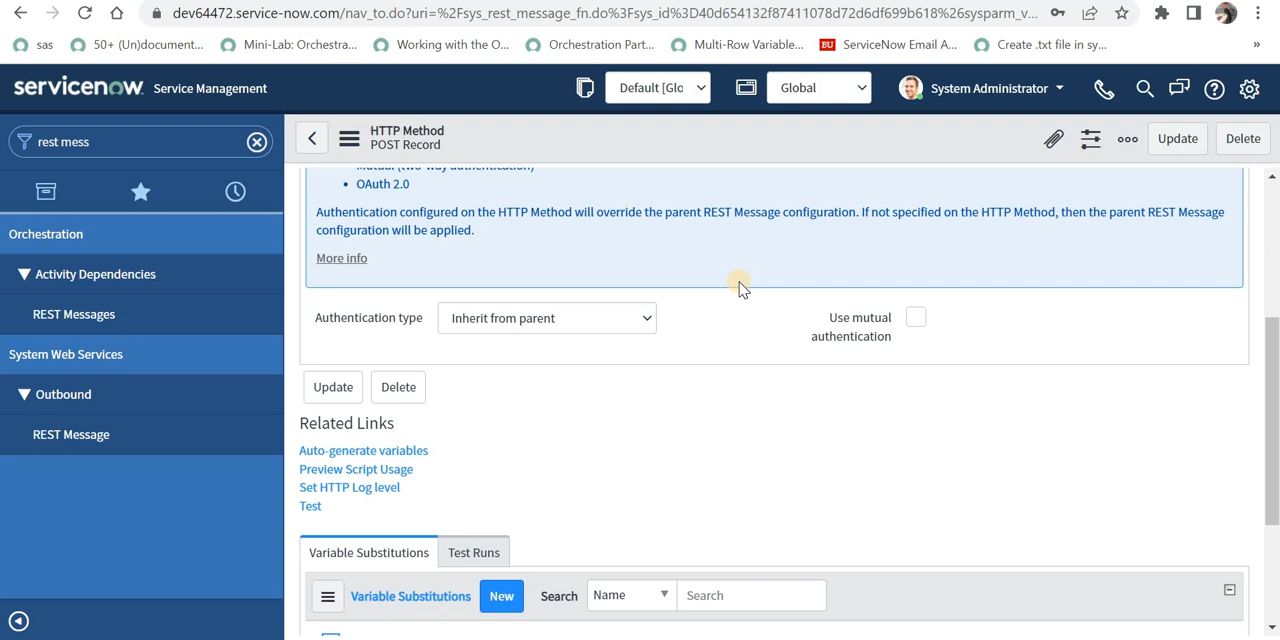 dev64472.service-now.com/nav_to.do?uri=%2Fsys_rest_message_fn.do%3Fsys_id%3D40d654132f87411078d72d6df699b618%26sysparm_v...
sas
50+ (Un)document...
Mini-Lab: Orchestra...
Working with the O...
Orchestration Part...
Multi-Row Variable...
BU ServiceNow Email A...
Create .txt file in sy...
»
servicenow Service Management
Default [Glo
Global
System Administrator
rest mess
HTTP Method
POST Record
Update
Delete
Orchestration
Activity Dependencies
REST Messages
System Web Services
Outbound
REST Message
Mutual (two-way authentication)
• OAuth 2.0
Authentication configured on the HTTP Method will override the parent REST Message configuration. If not specified on the HTTP Method, then the parent REST Message
configuration will be applied.
More info
Authentication type
Inherit from parent
Use mutual
authentication
Update
Delete
Related Links
Auto-generate variables
Preview Script Usage
Set HTTP Log level
Test
Variable Substitutions
Test Runs
Variable Substitutions
New
Search
Name
Search